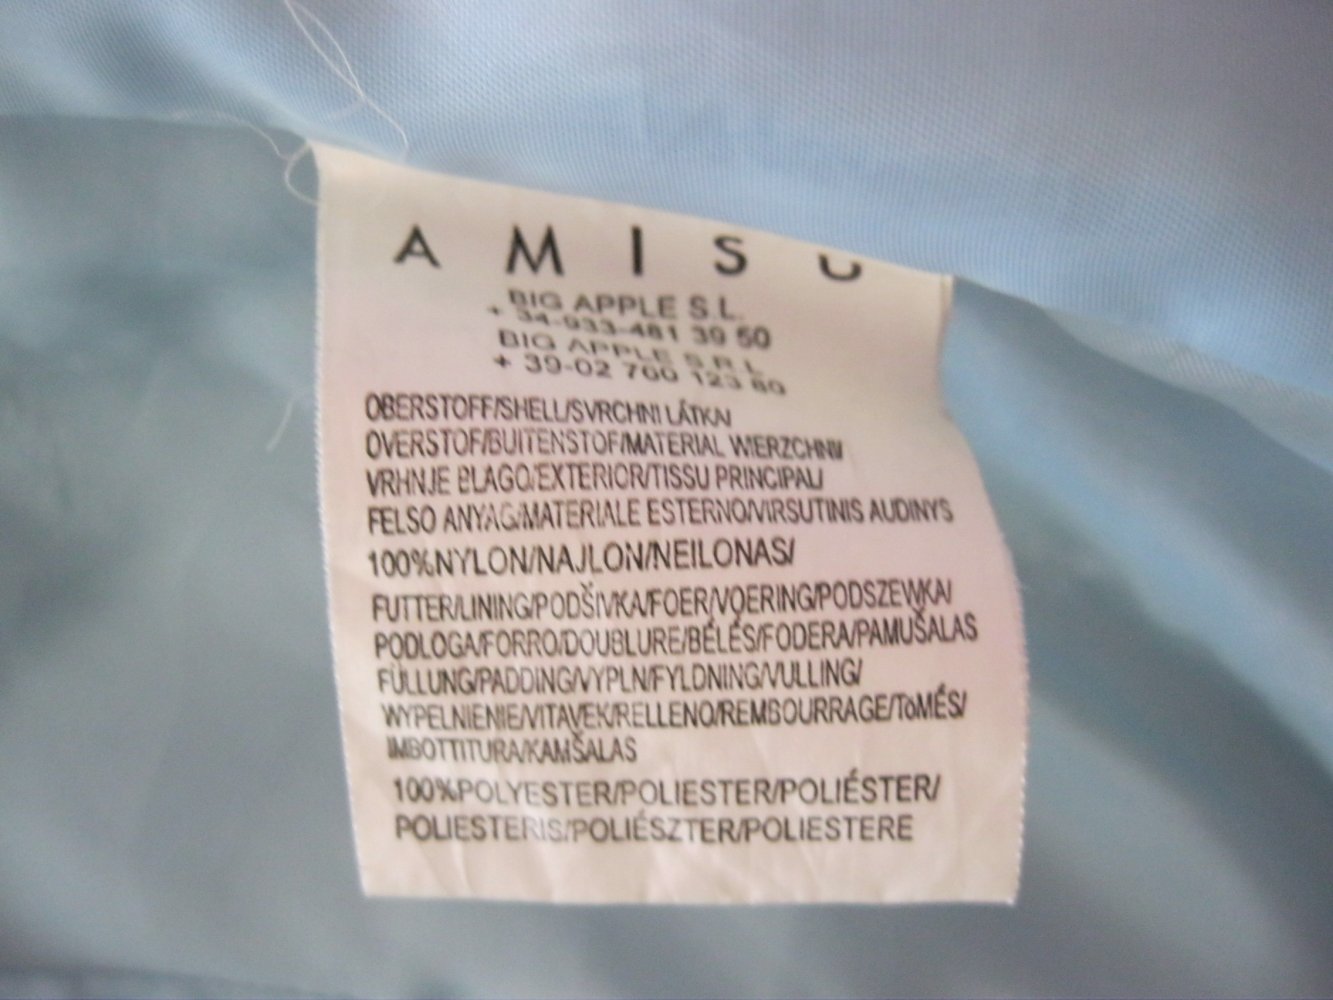 AMISU
BIG APPLE S.L.
+ 34-933-481 39 50
BIG APPLE S.R.L.
+ 39-02 700 123 80
OBERSTOFF/SHELL/SVRCHNI LÁTKA/
OVERSTOF/BUITENSTOF/MATERIAL WIERZCHNI/
VRHNJE BLAGO/EXTERIOR/TISSU PRINCIPAL/
FELSO ANYAG/MATERIALE ESTERNO/VIRSUTINIS AUDINYS
100%NYLON/NAJLON/NEILONAS/
FUTTER/LINING/PODŠIVKA/FOER/VOERING/PODSZEWKA/
PODLOGA/FORRO/DOUBLURE/BÉLÉS/FODERA/PAMUŠALAS
FÜLLUNG/PADDING/VYPLN/FYLDNING/VULLING/
WYPELNIENIE/VITAVEK/RELLENO/REMBOURRAGE/TöMÉS/
IMBOTTITURA/KAMŠALAS
100%POLYESTER/POLIESTER/POLIÉSTER/
POLIESTERIS/POLIÉSZTER/POLIESTERE